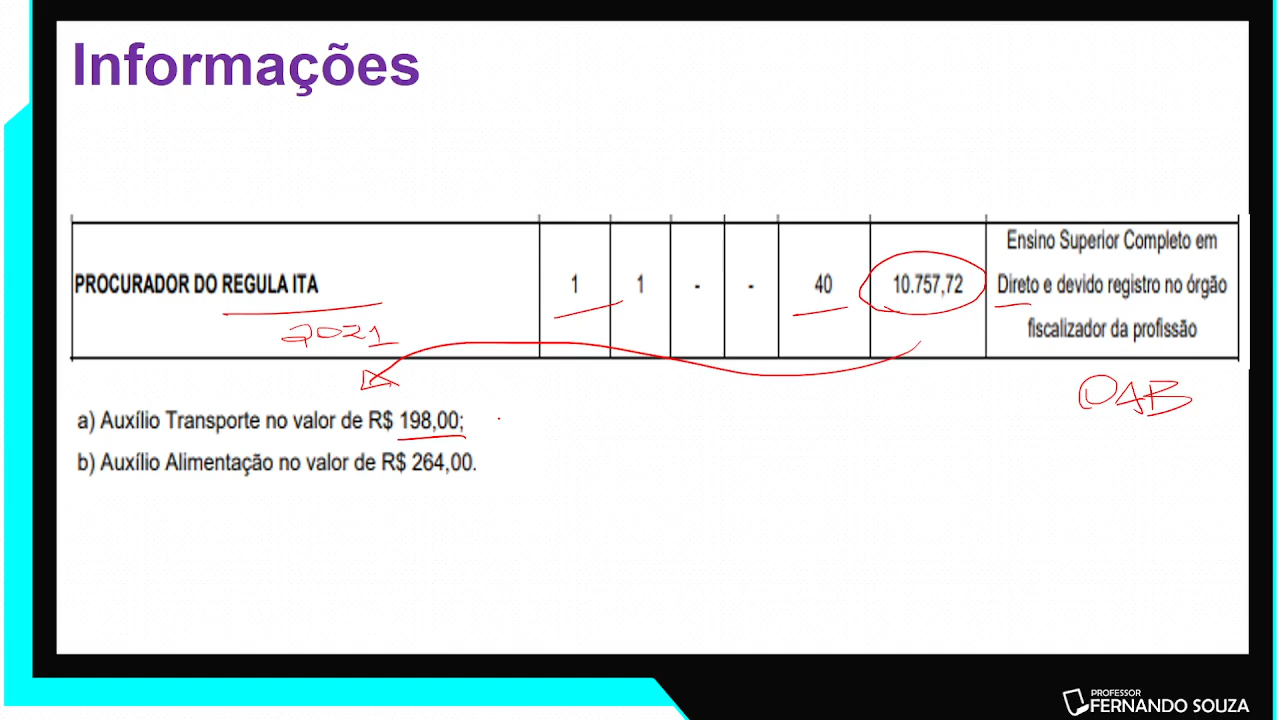 Informações
PROCURADOR DO REGULA ITA 1 1 - - 40 10.757,72
Ensino Superior Completo em
Direto e devido registro no órgão
fiscalizador da profissão
2021
OAB
a) Auxílio Transporte no valor de R$ 198,00;
b) Auxílio Alimentação no valor de R$ 264,00.
PROFESSOR
FERNANDO SOUZA